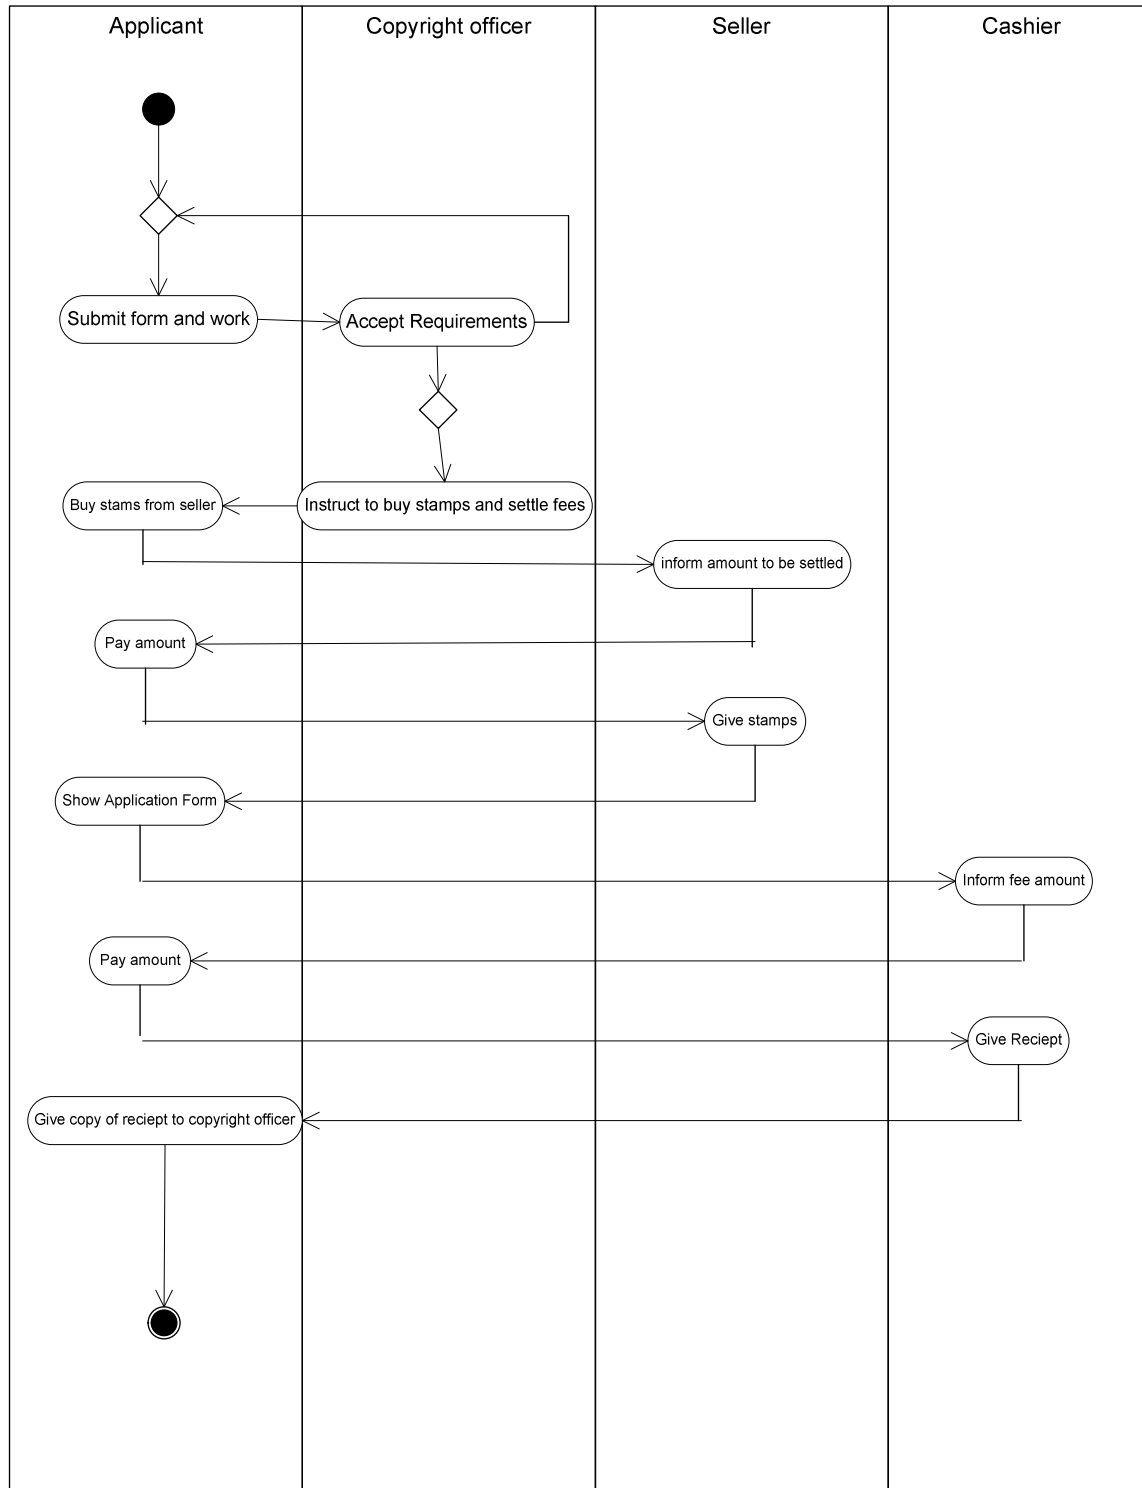 Applicant
Copyright officer
Seller
Cashier
Submit form and work
Accept Requirements
Buy stams from seller
Instruct to buy stamps and settle fees
inform amount to be settled
Pay amount
Give stamps
Show Application Form
Inform fee amount
Pay amount
Give Reciept
Give copy of reciept to copyright officer